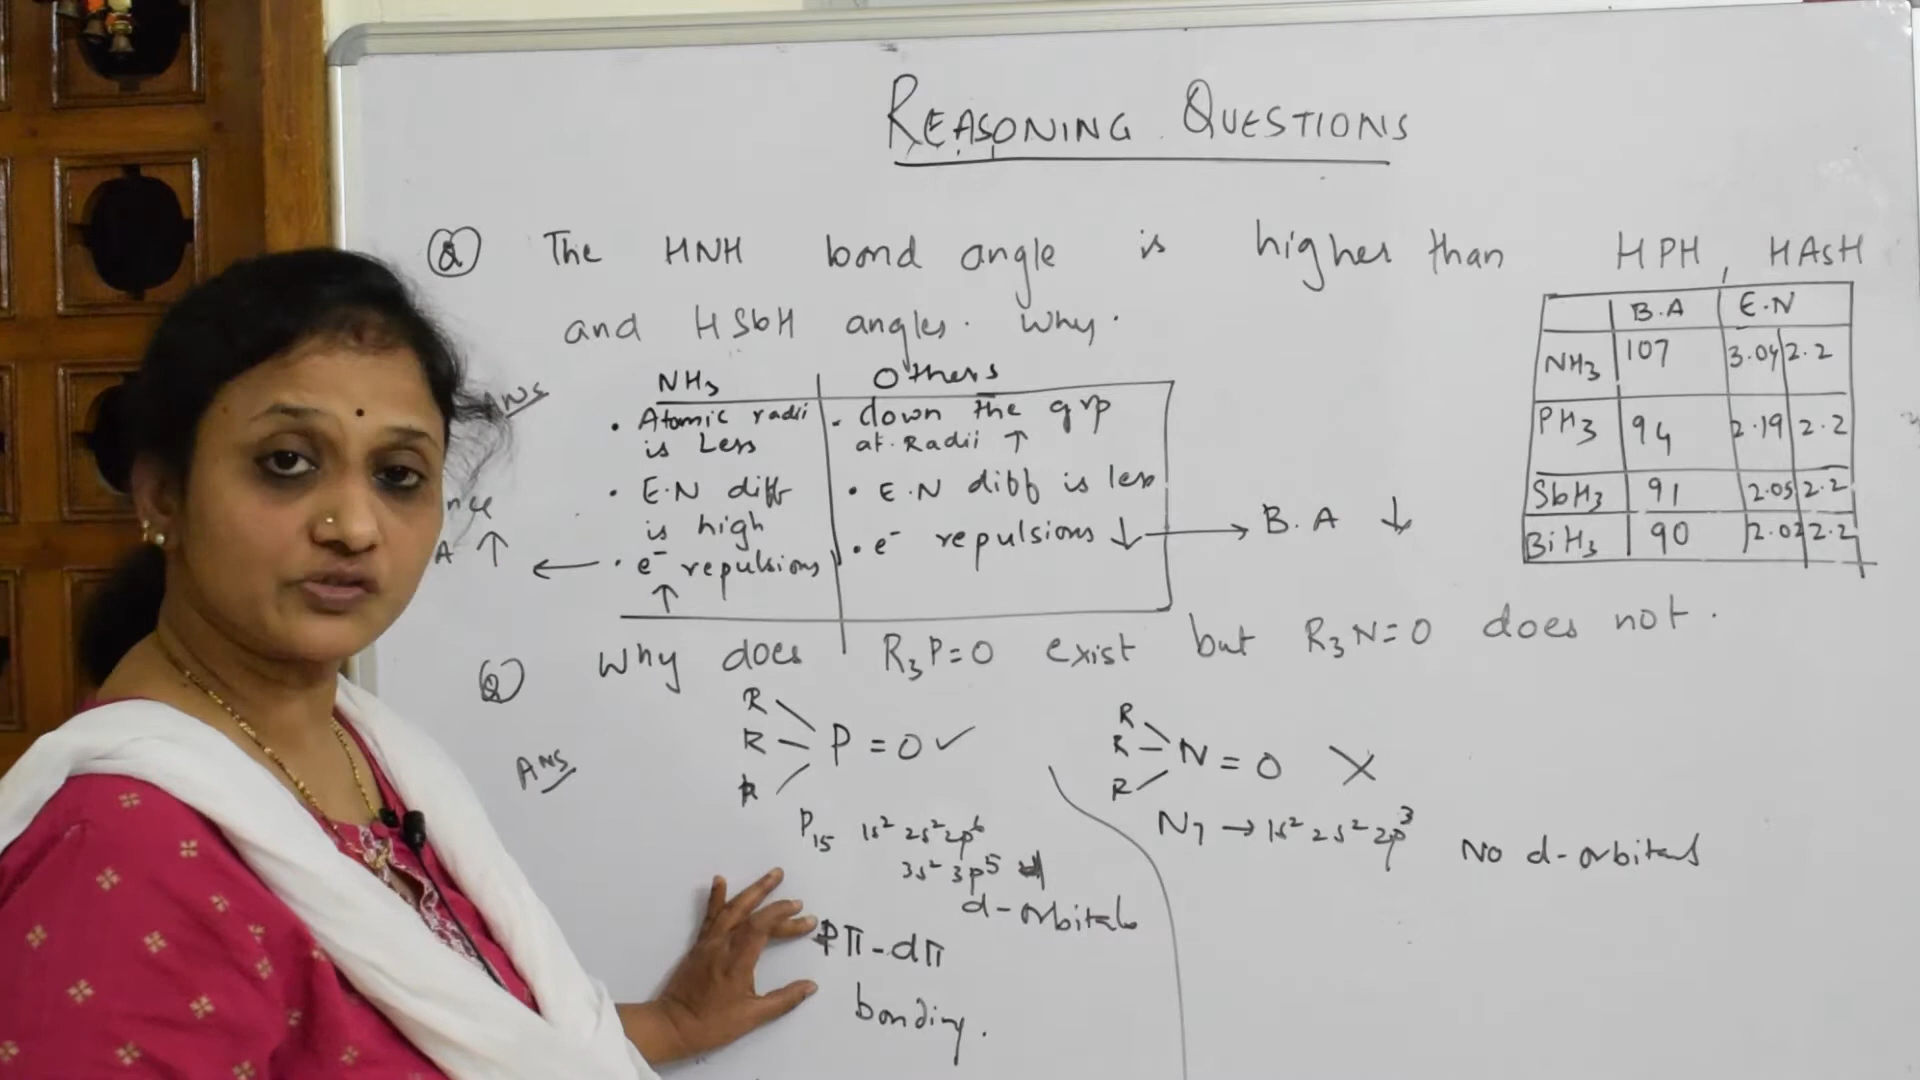 REASONING QUESTIONS
Q The HNH bond angle is higher than HPH, HAsH
and HSbH angles. Why.
B.A E.N
NH3 107 3.04 2.2
PH3 94 2.19 2.2
SbH3 91 2.05 2.2
BiH3 90 2.02 2.2
Ans
NH3 Others
• Atomic radii
is Less
• E.N diff
is high
• e- repulsions
↑
• down the grp
at. Radii ↑
• E.N diff is less
• e- repulsions ↓ → B.A ↓
nce
A ↑ ←
Q Why does R3P=O exist but R3N=O does not.
Ans
R
R - P = O ✓
R
P15 1s2 2s2 2p6
3s2 3p5
d-orbitals
Pπ-dπ
bonding.
R
R - N = O X
R
N7 → 1s2 2s2 2p3 No d-orbitals